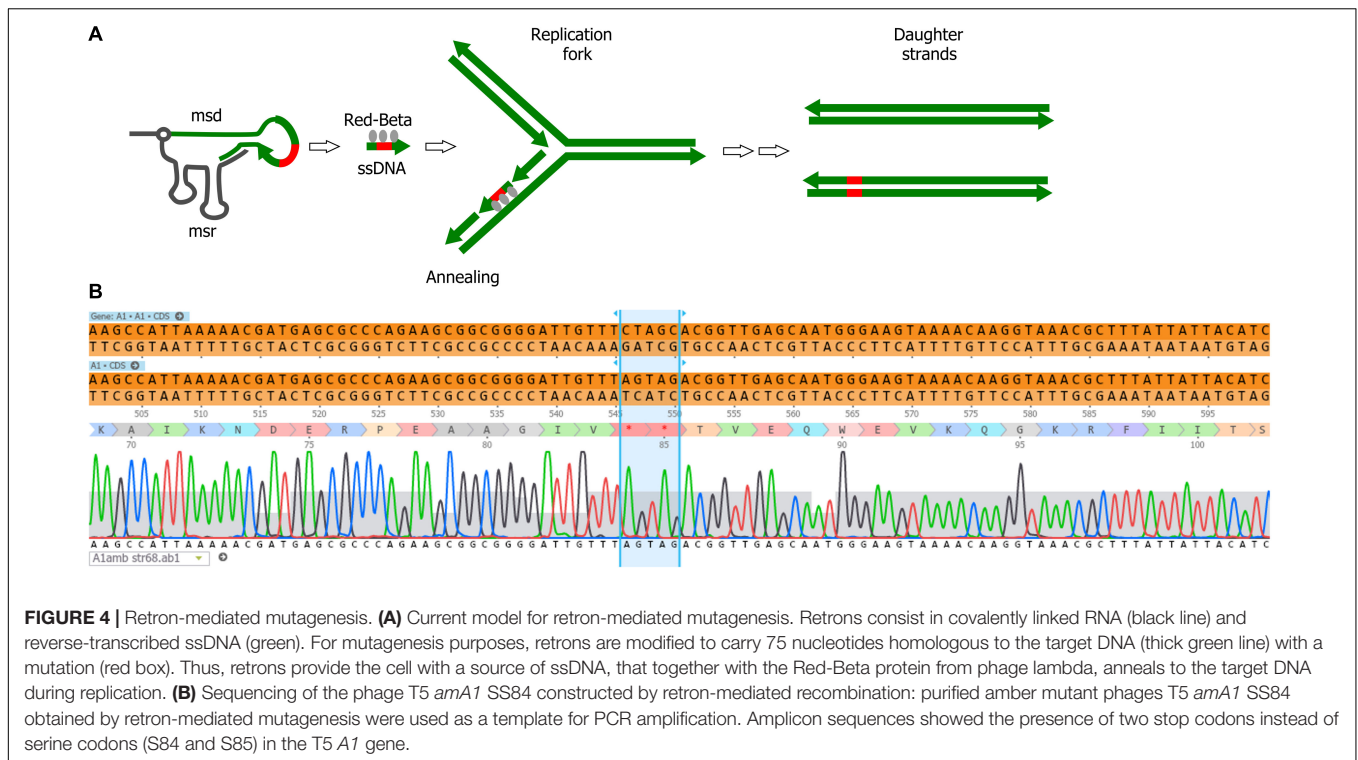 A
Replication
fork
Daughter
strands
msd
Red-Beta
ssDNA
msr
Annealing
B
Gene: A1 • A1 • CDS
AAGCCATTAAAAACGATGAGCGCCCAGAAGCGGCGGGGATTGTTTCTAGCACGGTTGAGCAATGGGAAGTAAAACAAGGTAAACGCTTTATTATTACATC
TTCGGTAATTTTTGCTACTCGCGGGTCTTCGCCGCCCCTAACAAAGATCGTGCCAACTCGTTACCCTTCATTTTGTTCCATTTGCGAAATAATAATGTAG
A1 • CDS
AAGCCATTAAAAACGATGAGCGCCCAGAAGCGGCGGGGATTGTTTAGTAGACGGTTGAGCAATGGGAAGTAAAACAAGGTAAACGCTTTATTATTACATC
TTCGGTAATTTTTGCTACTCGCGGGTCTTCGCCGCCCCTAACAAATCATCTGCCAACTCGTTACCCTTCATTTTGTTCCATTTGCGAAATAATAATGTAG
505 510 515 520 525 530 535 540 545 550 555 560 565 570 575 580 585 590 595
K A I K N D E R P E A A G I V * * T V E Q W E V K Q G K R F I I T S
70 75 80 85 90 95 100
AAGCCATTAAAAACGATGAGCGCCCAGAAGCGGCGGGGATTGTTTAGTAGACGGTTGAGCAATGGGAAGTAAAACAAGGTAAACGCTTTATTATTACATC
A1amb str68.ab1
FIGURE 4 | Retron-mediated mutagenesis. (A) Current model for retron-mediated mutagenesis. Retrons consist in covalently linked RNA (black line) and
reverse-transcribed ssDNA (green). For mutagenesis purposes, retrons are modified to carry 75 nucleotides homologous to the target DNA (thick green line) with a
mutation (red box). Thus, retrons provide the cell with a source of ssDNA, that together with the Red-Beta protein from phage lambda, anneals to the target DNA
during replication. (B) Sequencing of the phage T5 amA1 SS84 constructed by retron-mediated recombination: purified amber mutant phages T5 amA1 SS84
obtained by retron-mediated mutagenesis were used as a template for PCR amplification. Amplicon sequences showed the presence of two stop codons instead of
serine codons (S84 and S85) in the T5 A1 gene.